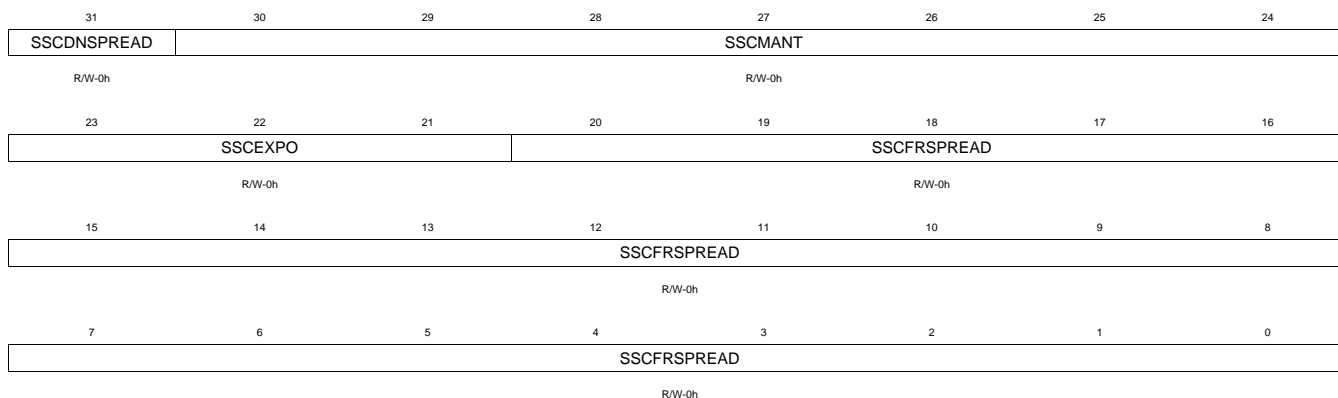 31 30 29 28 27 26 25 24
SSCDNSPREAD SSCMANT
R/W-0h R/W-0h
23 22 21 20 19 18 17 16
SSCEXPO SSCFRSPREAD
R/W-0h R/W-0h
15 14 13 12 11 10 9 8
SSCFRSPREAD
R/W-0h
7 6 5 4 3 2 1 0
SSCFRSPREAD
R/W-0h